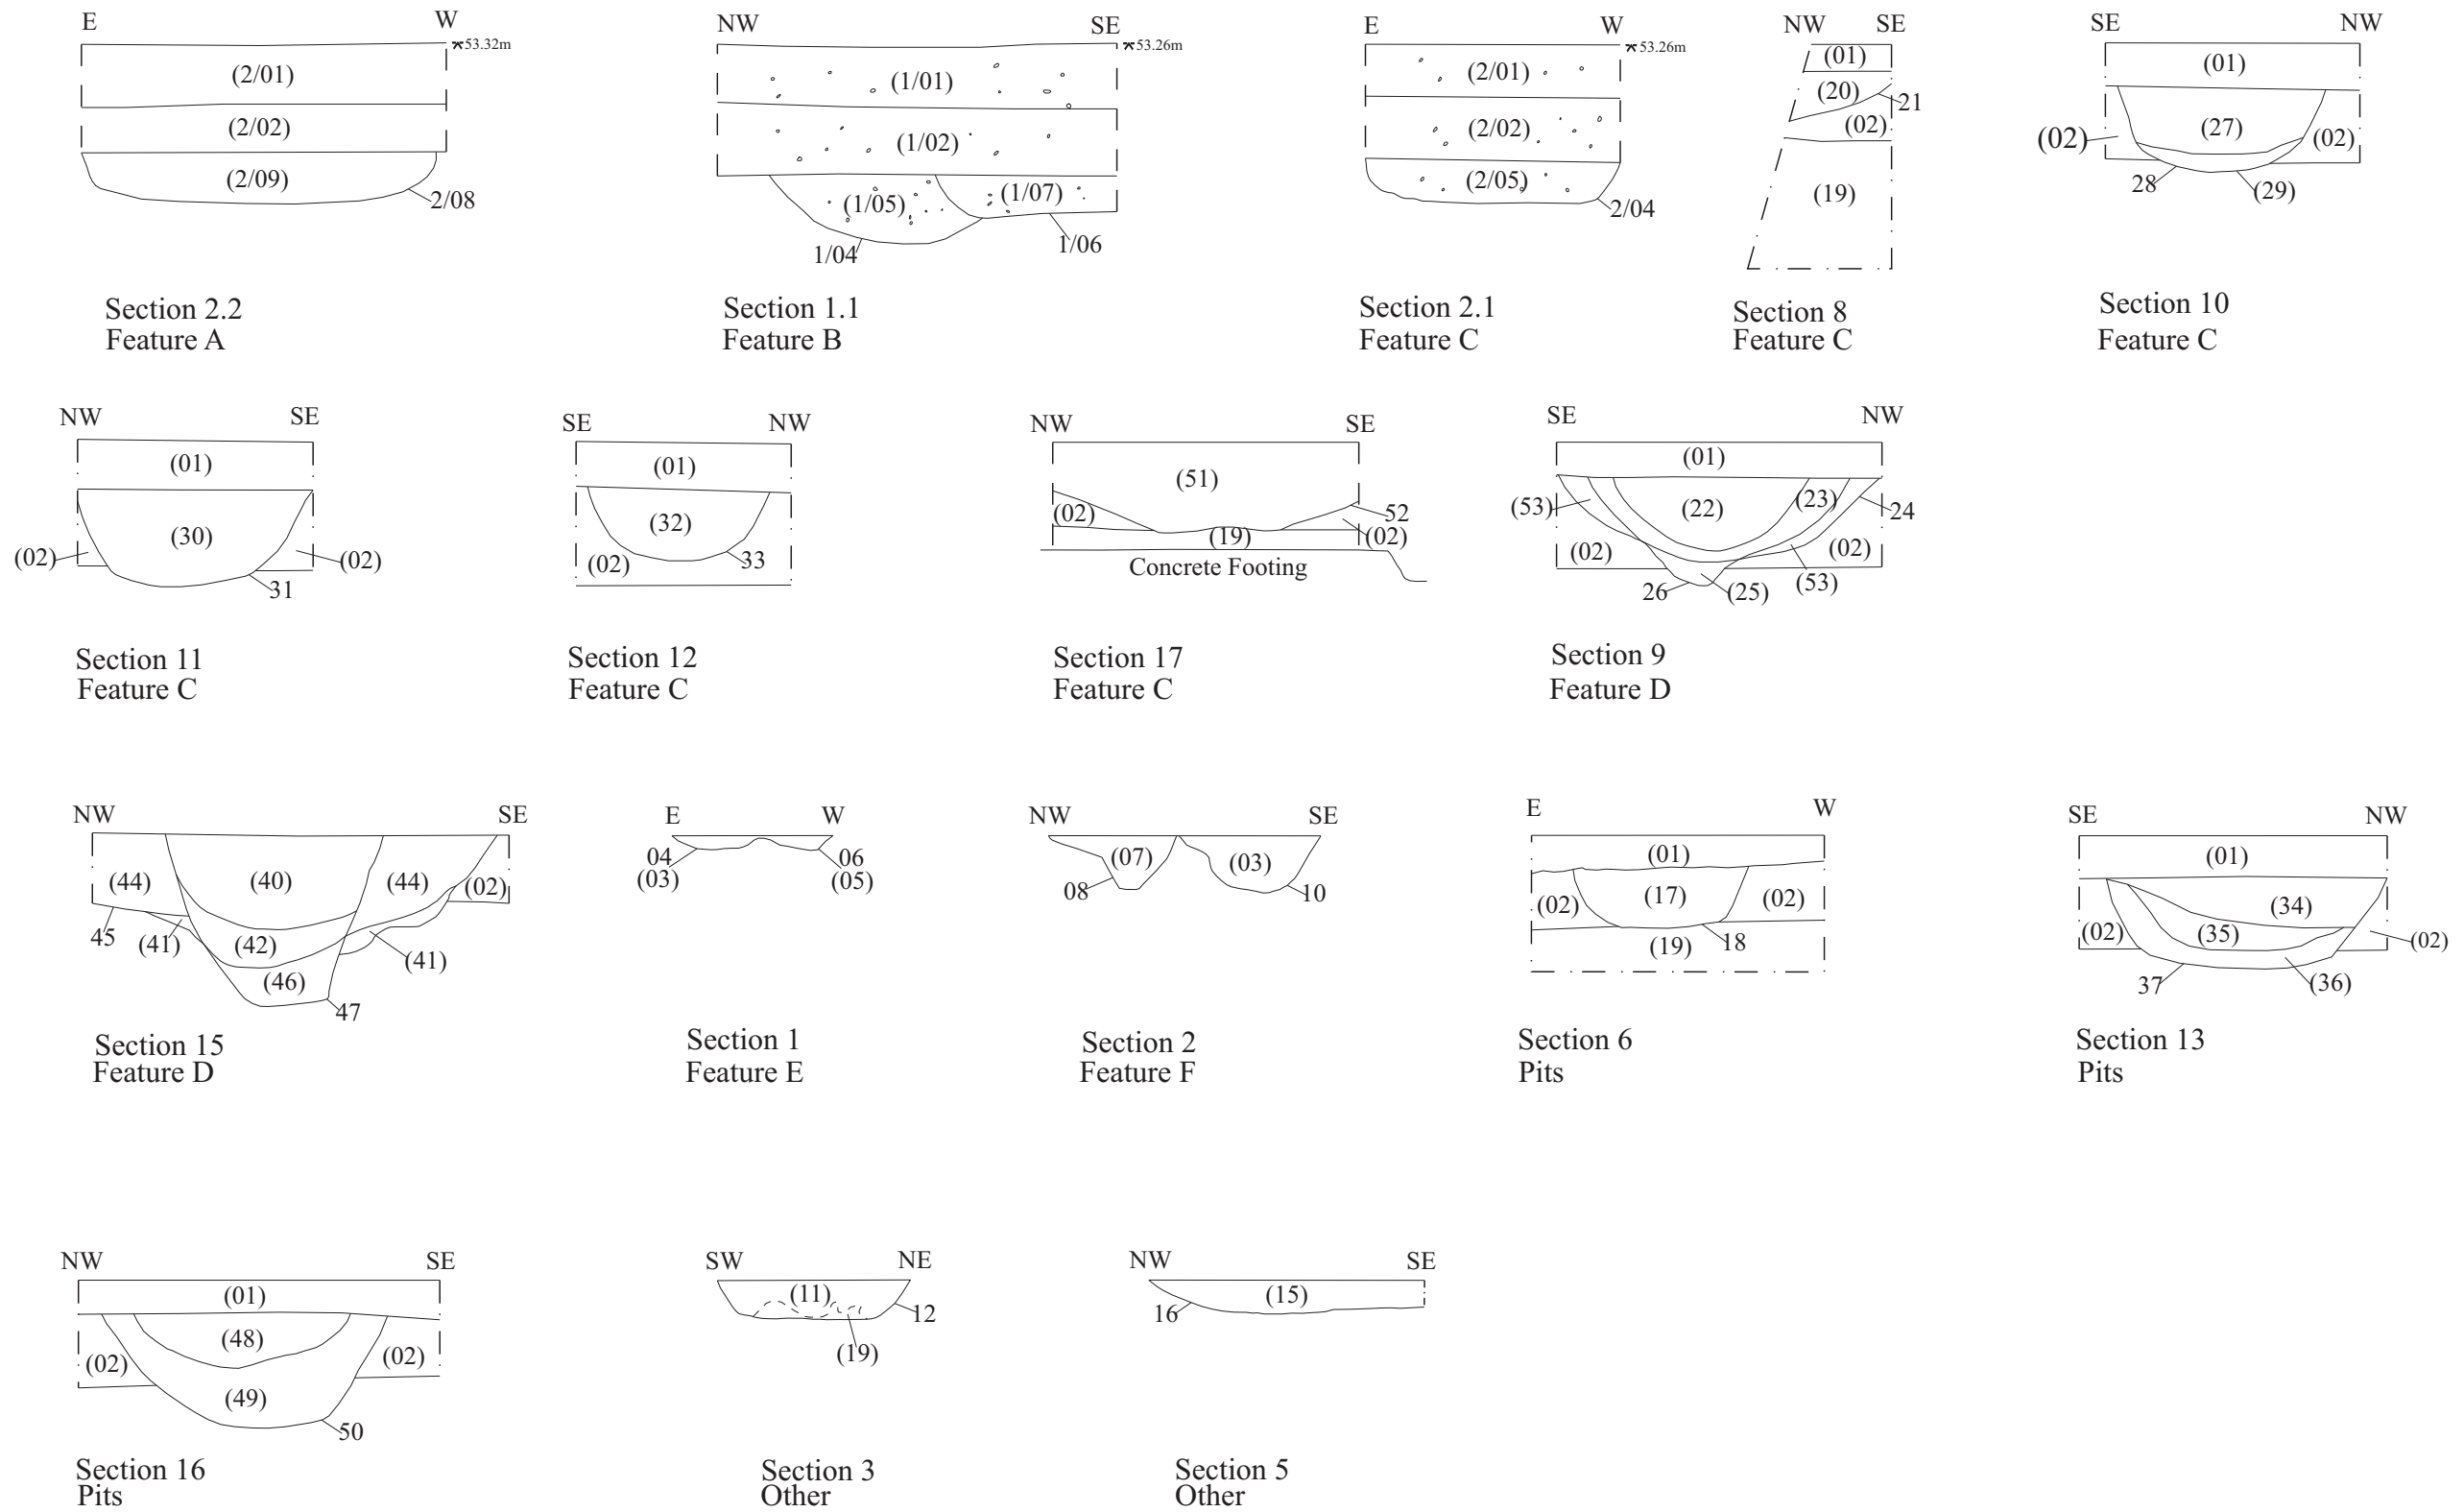 E W
53.32m
(2/01)
(2/02)
(2/09)
2/08
Section 2.2
Feature A
NW SE
53.26m
(1/01)
(1/02)
(1/05)
(1/07)
1/04
1/06
Section 1.1
Feature B
E W
53.26m
(2/01)
(2/02)
(2/05)
2/04
Section 2.1
Feature C
NW SE
(01)
(20)
21
(02)
(19)
Section 8
Feature C
SE NW
(01)
(02)
(27)
(02)
28
(29)
Section 10
Feature C
NW SE
(01)
(30)
(02)
(02)
31
Section 11
Feature C
SE NW
(01)
(32)
(02)
33
Section 12
Feature C
NW SE
(51)
(02)
52
(02)
(19)
Concrete Footing
Section 17
Feature C
SE NW
(01)
(53)
(22)
(23)
24
(02)
(02)
26
(25)
(53)
Section 9
Feature D
NW SE
(44)
(40)
(44)
(02)
45
(41)
(42)
(41)
(46)
47
Section 15
Feature D
E W
04
(03)
06
(05)
Section 1
Feature E
NW SE
(07)
(03)
08
10
Section 2
Feature F
E W
(01)
(02)
(17)
(02)
(19)
18
Section 6
Pits
SE NW
(01)
(34)
(02)
(35)
(02)
37
(36)
Section 13
Pits
NW SE
(01)
(48)
(02)
(02)
(49)
50
Section 16
Pits
SW NE
(11)
12
(19)
Section 3
Other
NW SE
16
(15)
Section 5
Other